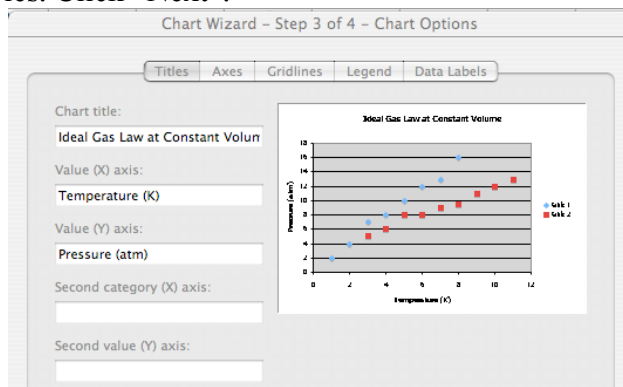 Chart Wizard – Step 3 of 4 – Chart Options
Titles Axes Gridlines Legend Data Labels
Chart title:
Ideal Gas Law at Constant Volum
Value (X) axis:
Temperature (K)
Value (Y) axis:
Pressure (atm)
Second category (X) axis:
Second value (Y) axis:
Ideal Gas Law at Constant Volume
Pressure (atm)
18
16
14
12
10
8
6
4
2
0
0 2 4 6 8 10 12
Temperature (K)